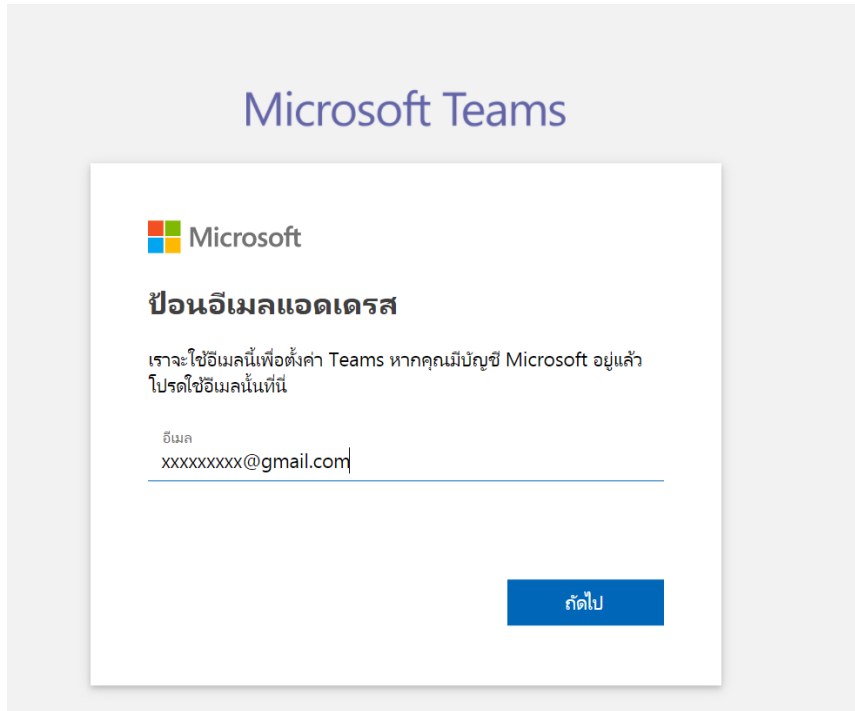 Microsoft Teams
Microsoft
ป้อนอีเมลแอดเดรส
เราจะใช้อีเมลนี้เพื่อตั้งค่า Teams หากคุณมีบัญชี Microsoft อยู่แล้ว
โปรดใช้อีเมลนั้นที่นี่
อีเมล
xxxxxxxxx@gmail.com
ถัดไป